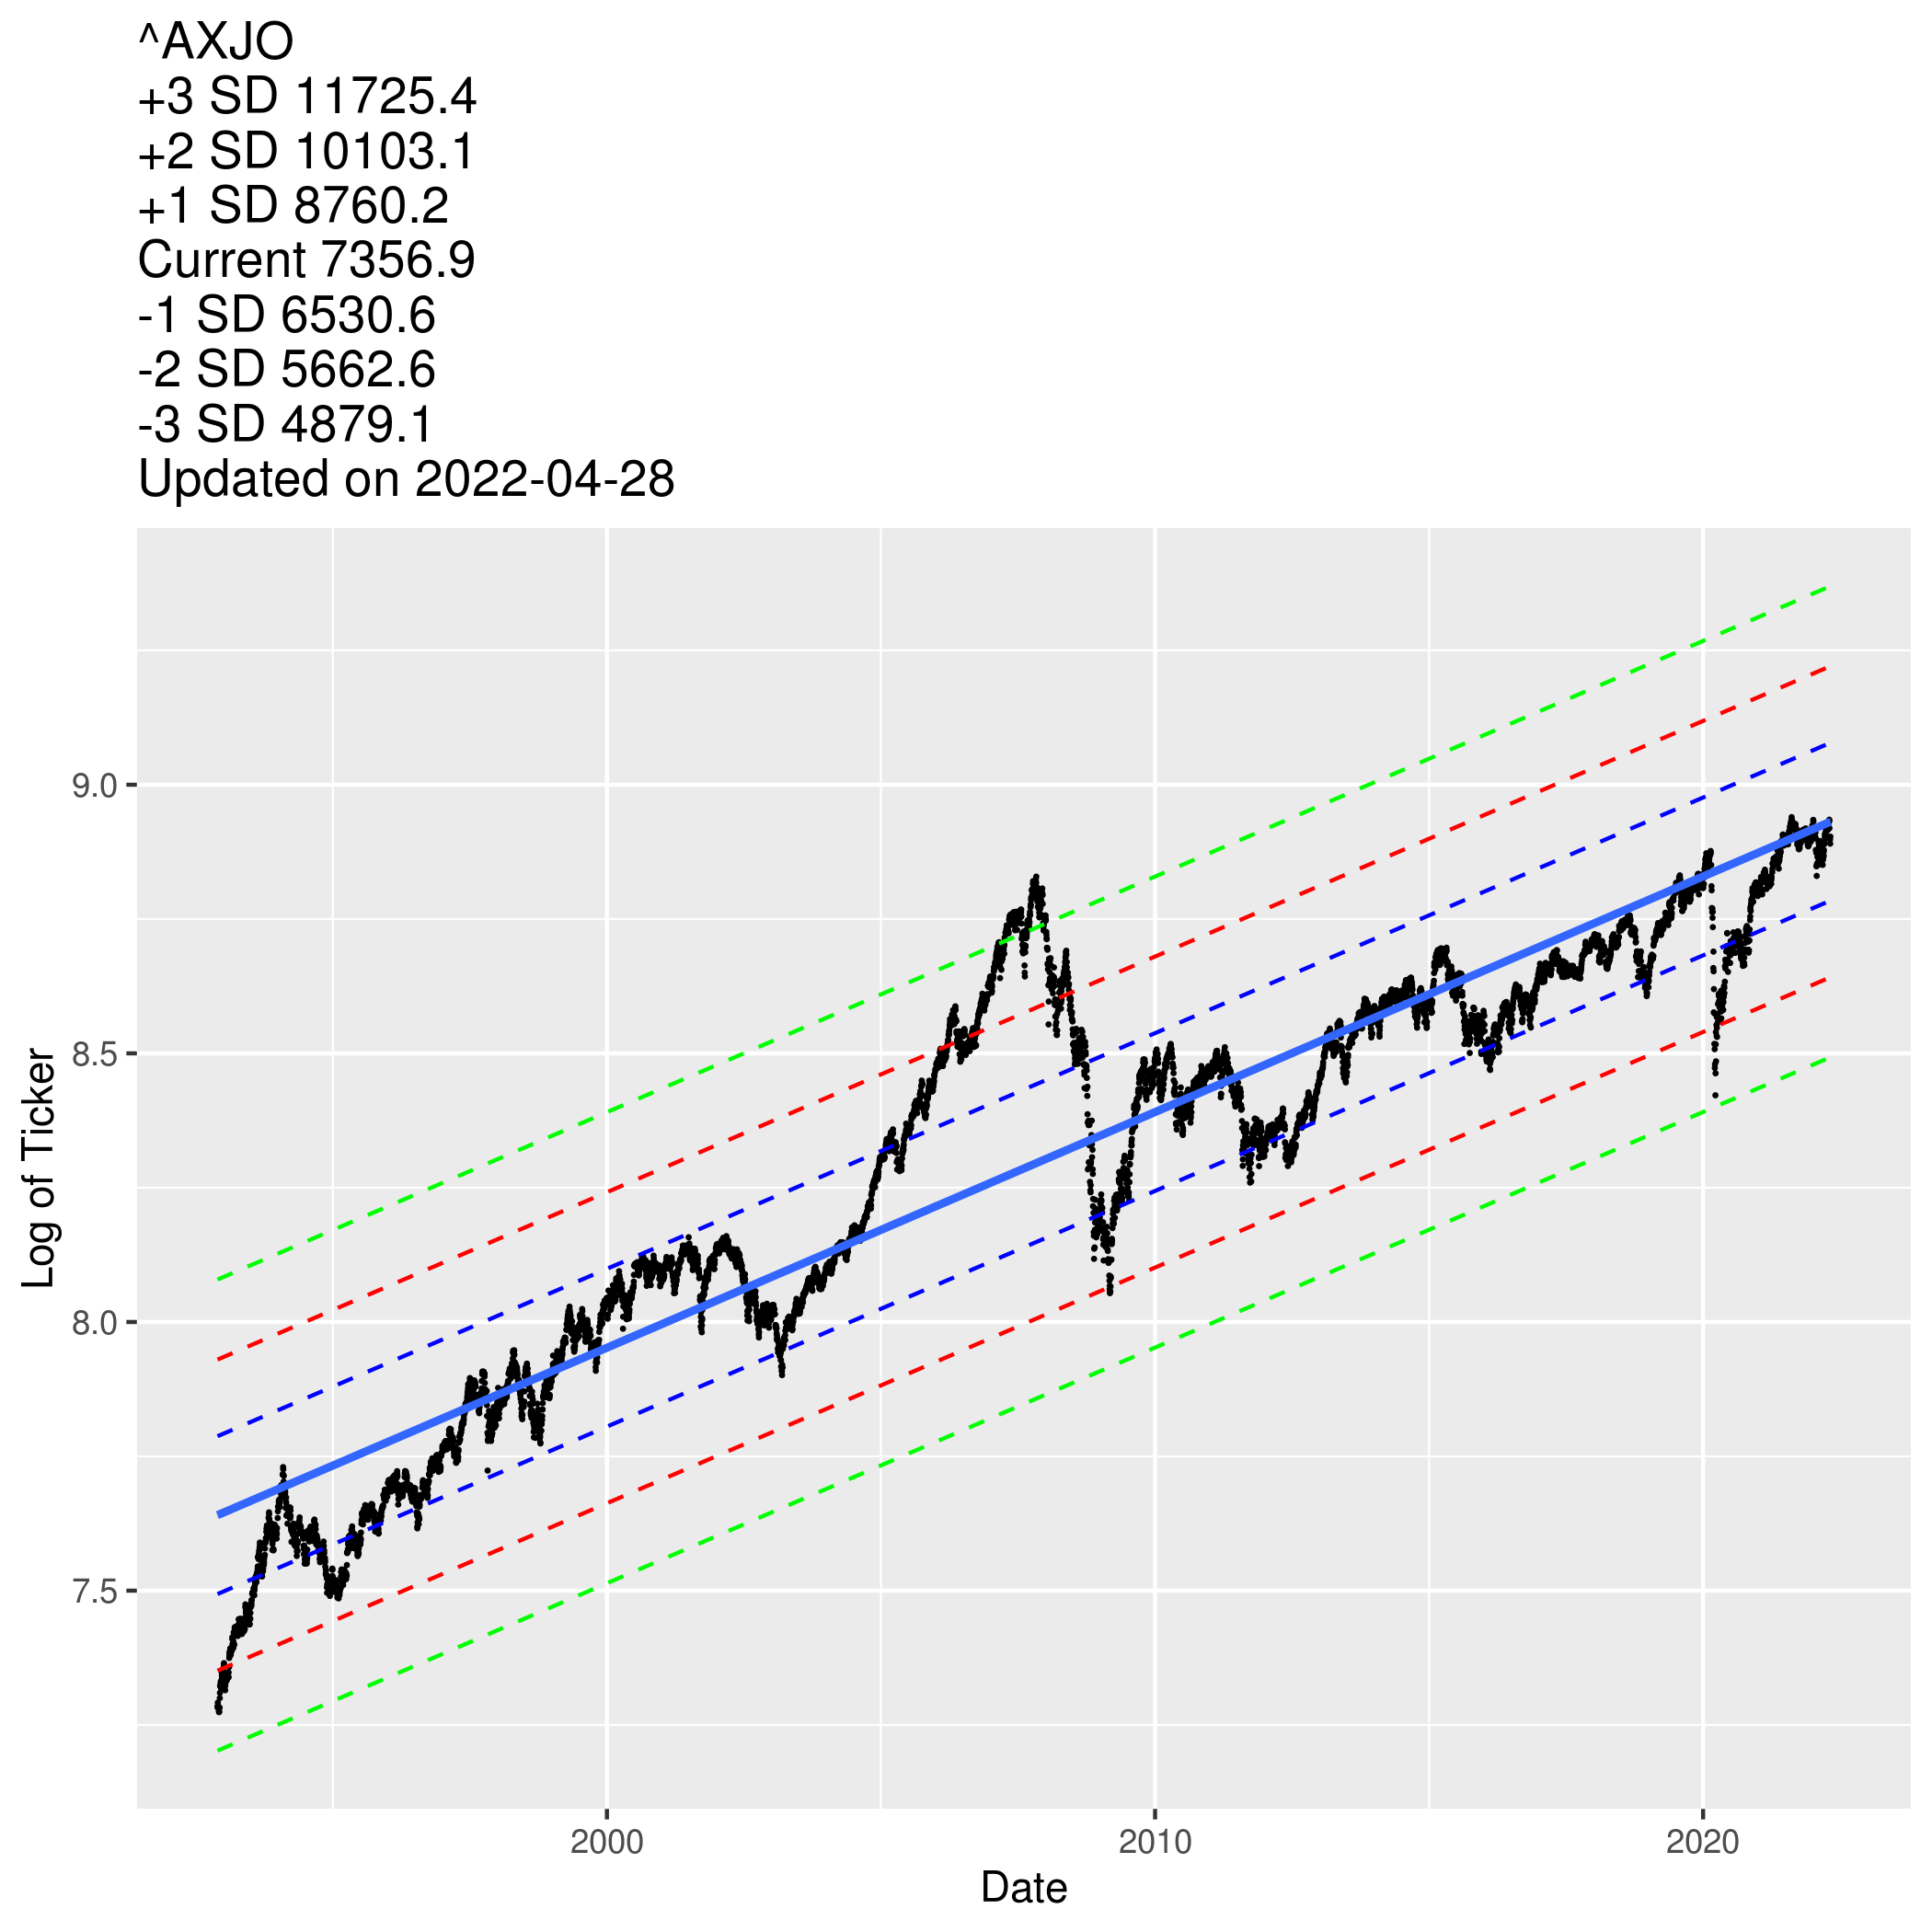 ^AXJO
+3 SD 11725.4
+2 SD 10103.1
+1 SD 8760.2
Current 7356.9
-1 SD 6530.6
-2 SD 5662.6
-3 SD 4879.1
Updated on 2022-04-28
9.0
8.5
8.0
7.5
Log of Ticker
2000
2010
2020
Date